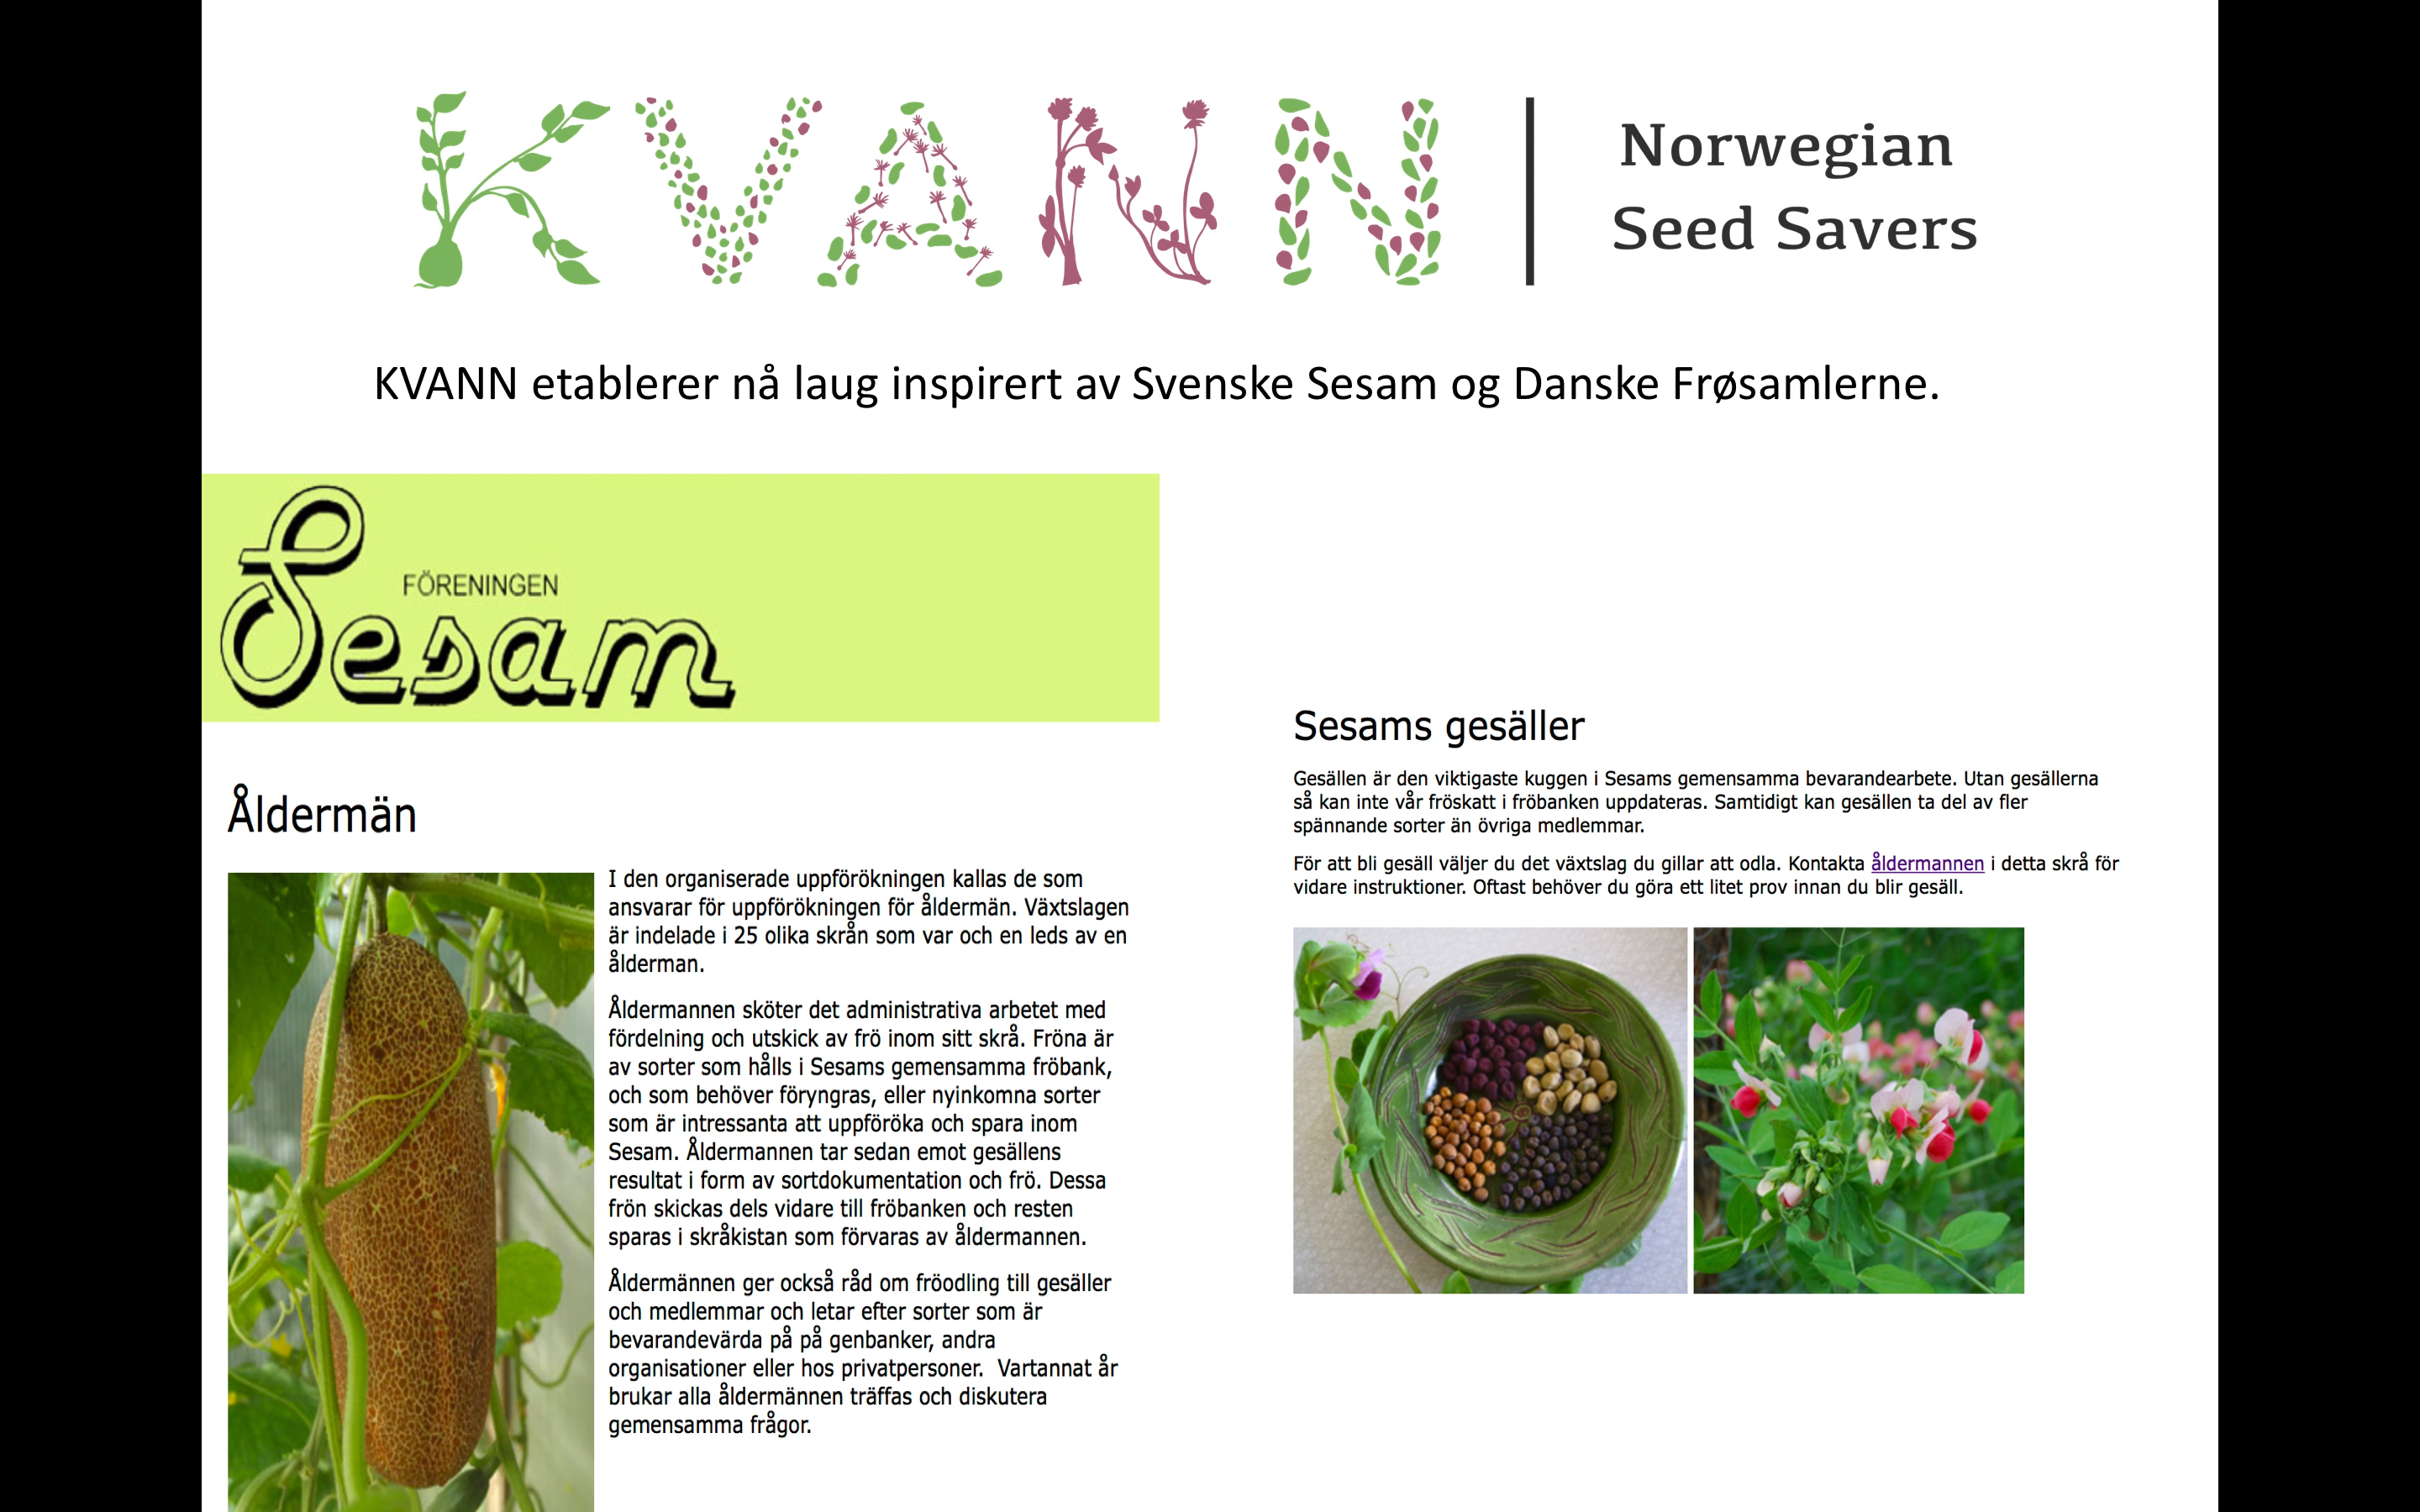 KVANN
Norwegian
Seed Savers
KVANN etablerer nå laug inspirert av Svenske Sesam og Danske Frøsamlerne.
FÖRENINGEN
Sesam
Åldermän
I den organiserade uppförökningen kallas de som
ansvarar för uppförökningen för åldermän. Växtslagen
är indelade i 25 olika skrån som var och en leds av en
ålderman.
Åldermannen sköter det administrativa arbetet med
fördelning och utskick av frö inom sitt skrå. Fröna är
av sorter som hålls i Sesams gemensamma fröbank,
och som behöver föryngras, eller nyinkomna sorter
som är intressanta att uppföröka och spara inom
Sesam. Åldermannen tar sedan emot gesällens
resultat i form av sortdokumentation och frö. Dessa
frön skickas dels vidare till fröbanken och resten
sparas i skråkistan som förvaras av åldermannen.
Åldermännen ger också råd om fröodling till gesäller
och medlemmar och letar efter sorter som är
bevarandevärda på på genbanker, andra
organisationer eller hos privatpersoner.  Vartannat år
brukar alla åldermännen träffas och diskutera
gemensamma frågor.
Sesams gesäller
Gesällen är den viktigaste kuggen i Sesams gemensamma bevarandearbete. Utan gesällerna
så kan inte vår fröskatt i fröbanken uppdateras. Samtidigt kan gesällen ta del av fler
spännande sorter än övriga medlemmar.
För att bli gesäll väljer du det växtslag du gillar att odla. Kontakta åldermannen i detta skrå för
vidare instruktioner. Oftast behöver du göra ett litet prov innan du blir gesäll.